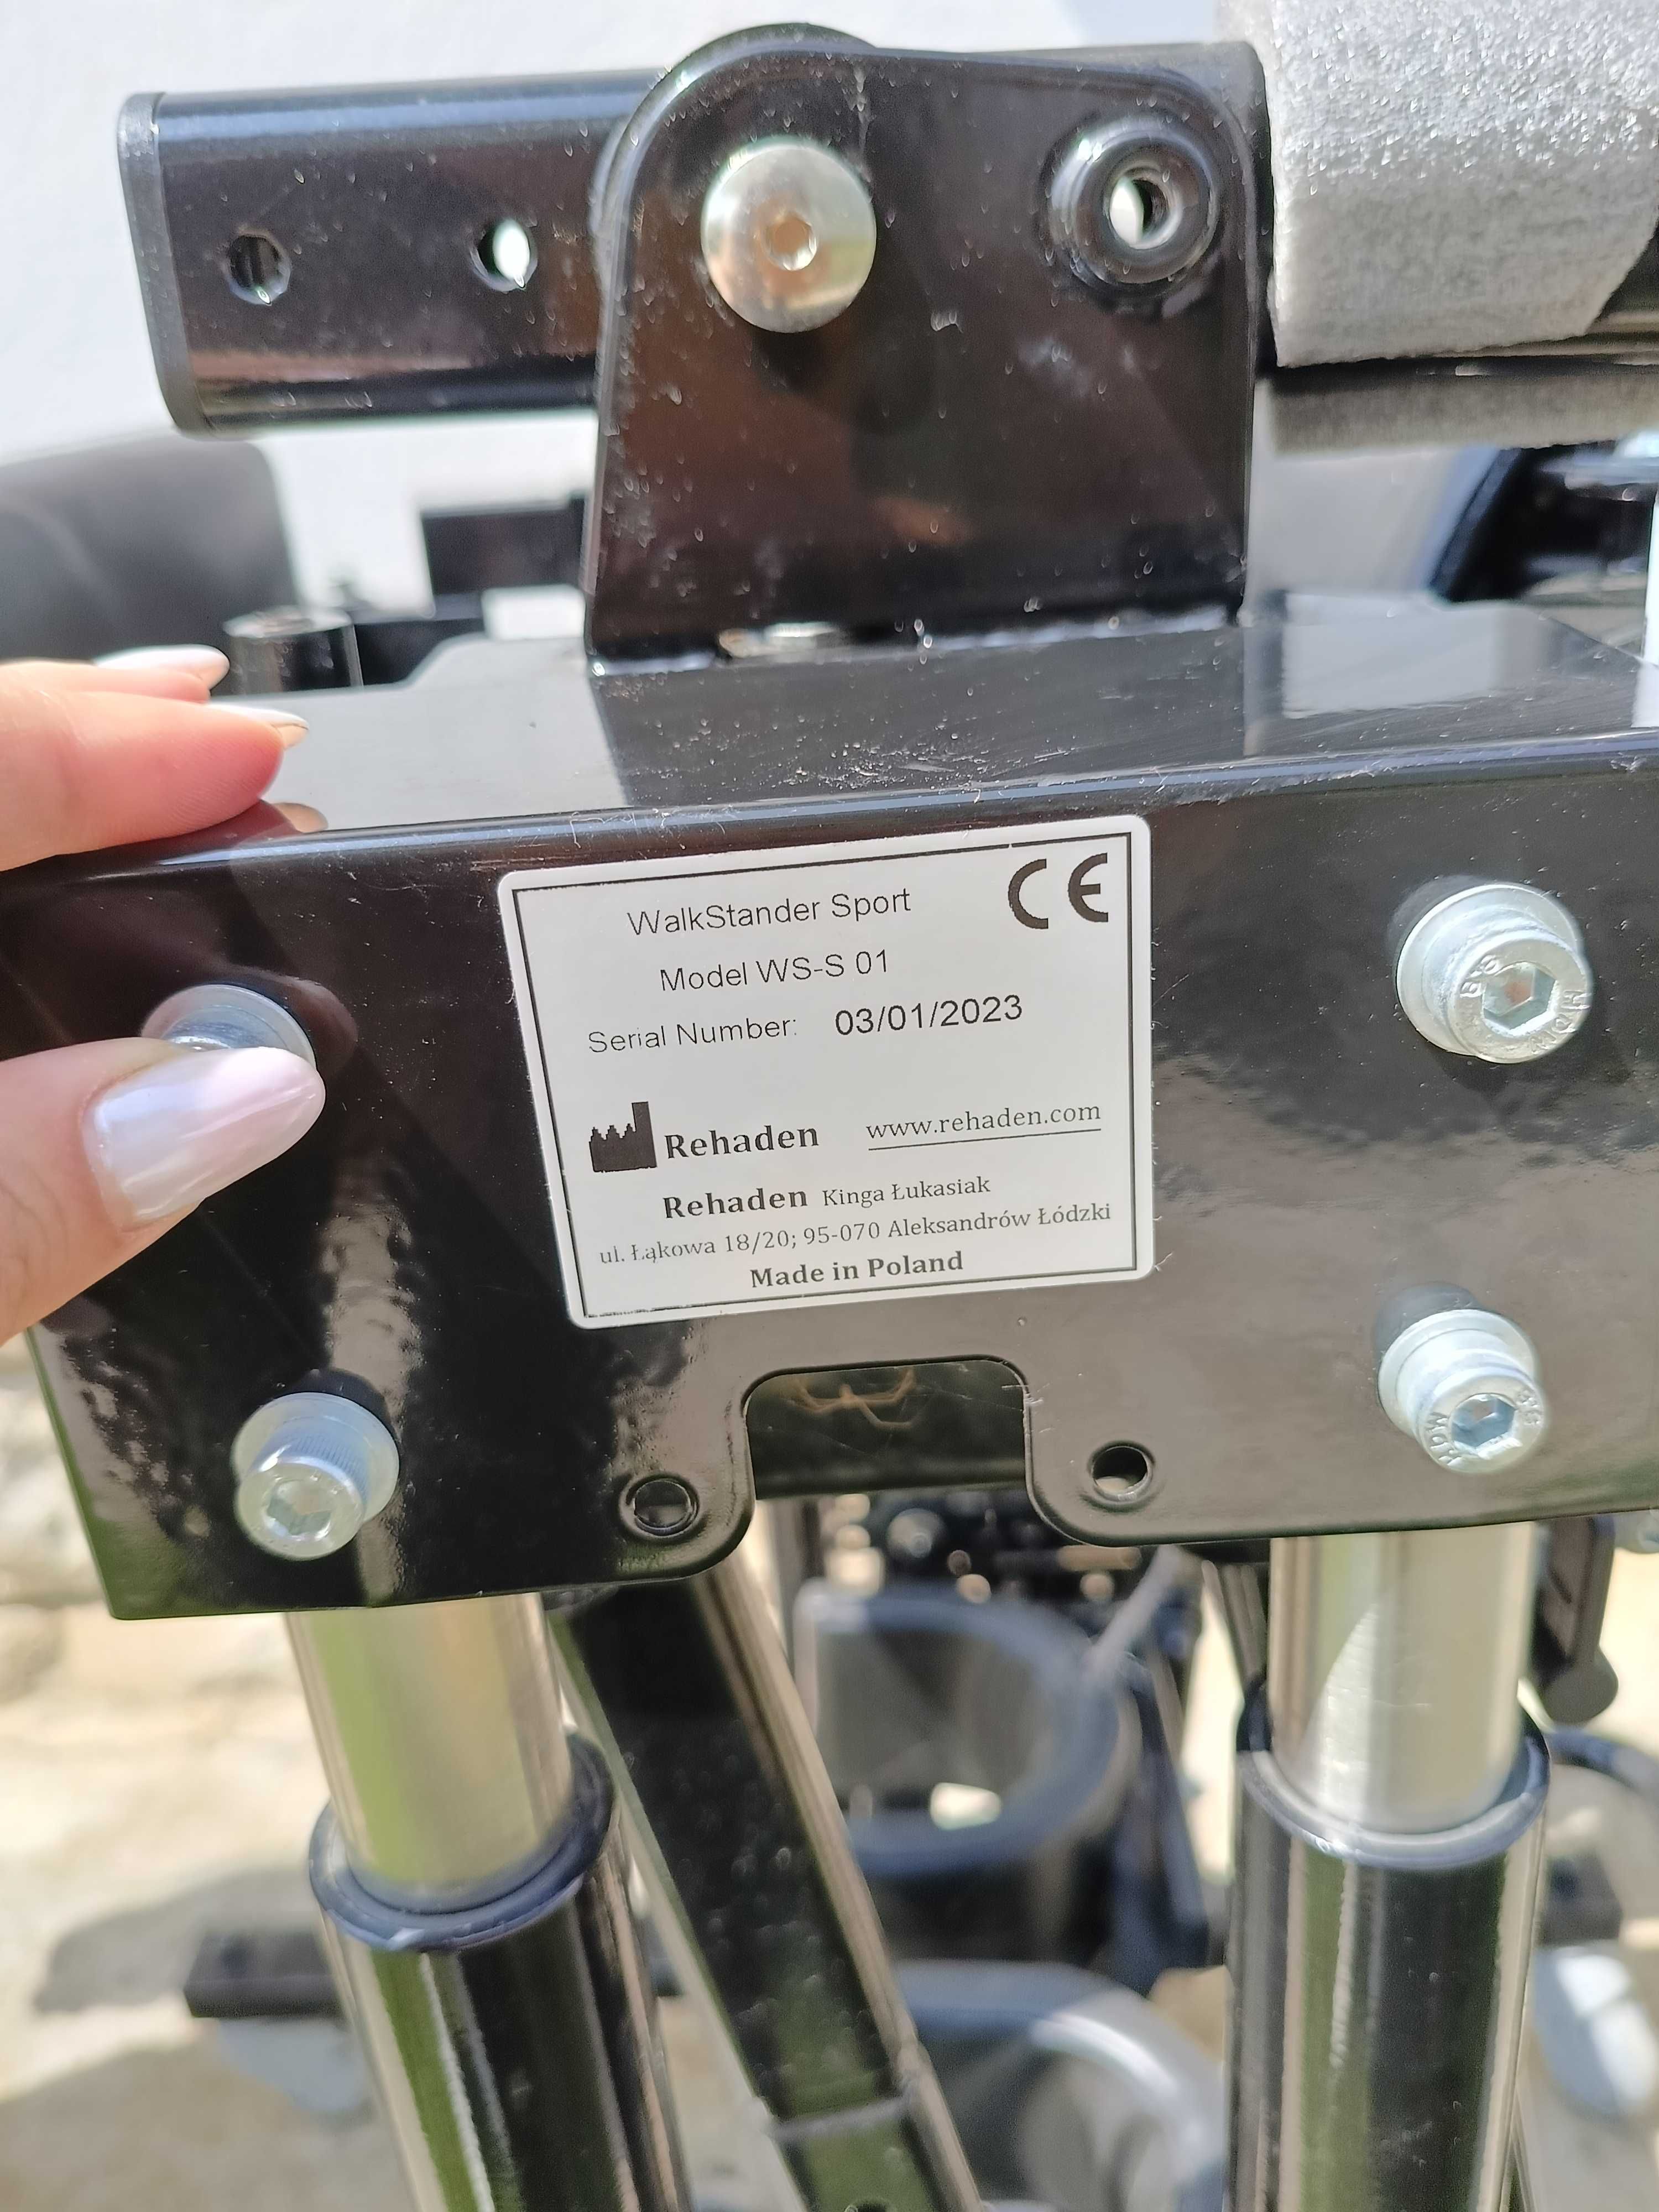 WalkStander Sport
CE
Model WS-S 01
Serial Number: 03/01/2023
Rehaden www.rehaden.com
Rehaden Kinga Łukasiak
ul. Łąkowa 18/20; 95-070 Aleksandrów Łódzki
Made in Poland